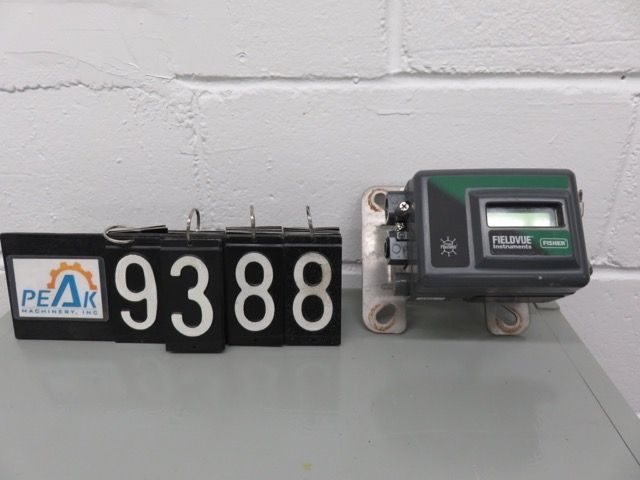 PEAK
MACHINERY, INC
9388
FIELDVUE
Instruments
FISHER